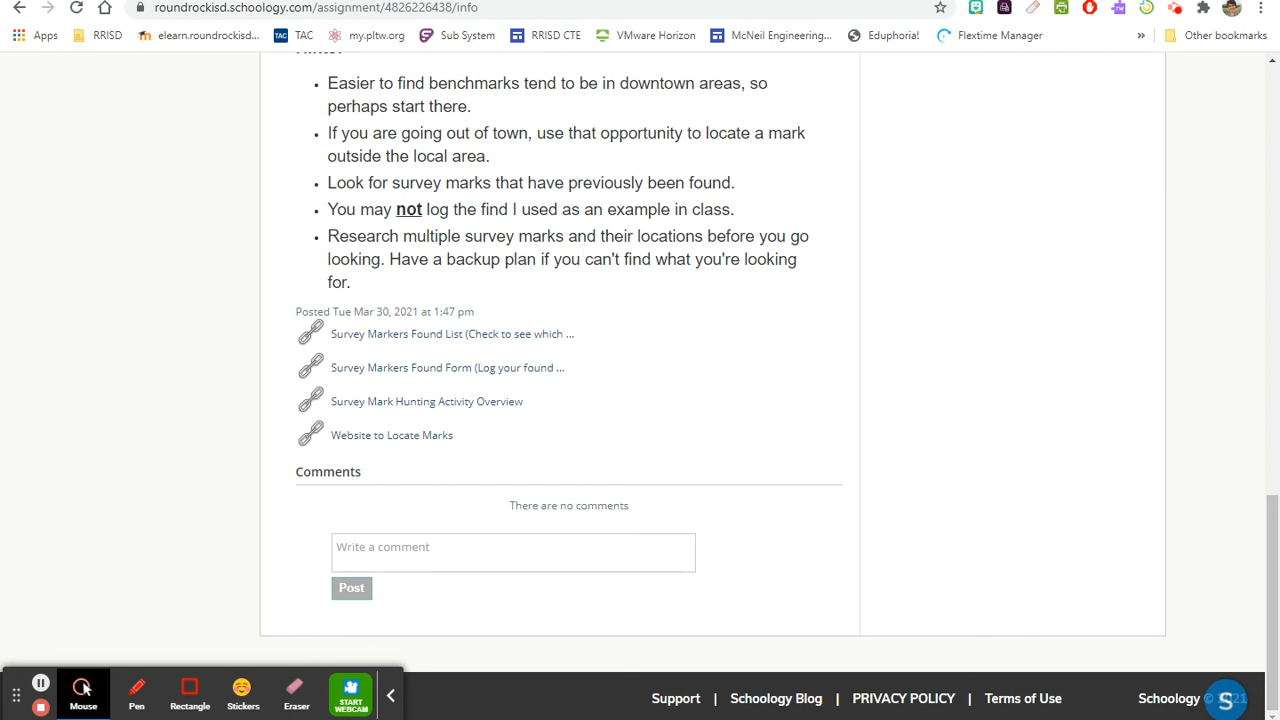 roundrockisd.schoology.com/assignment/4826226438/info
Apps RRISD elearn.roundrockisd... TAC TAC my.pltw.org Sub System RRISD CTE VMware Horizon McNeil Engineering... Eduphoria! Flextime Manager » Other bookmarks
• Easier to find benchmarks tend to be in downtown areas, so
perhaps start there.
• If you are going out of town, use that opportunity to locate a mark
outside the local area.
• Look for survey marks that have previously been found.
• You may not log the find I used as an example in class.
• Research multiple survey marks and their locations before you go
looking. Have a backup plan if you can't find what you're looking
for.
Posted Tue Mar 30, 2021 at 1:47 pm
Survey Markers Found List (Check to see which ...
Survey Markers Found Form (Log your found ...
Survey Mark Hunting Activity Overview
Website to Locate Marks
Comments
There are no comments
Write a comment
Post
Mouse Pen Rectangle Stickers Eraser START WEBCAM
Support | Schoology Blog | PRIVACY POLICY | Terms of Use Schoology © 2021
S